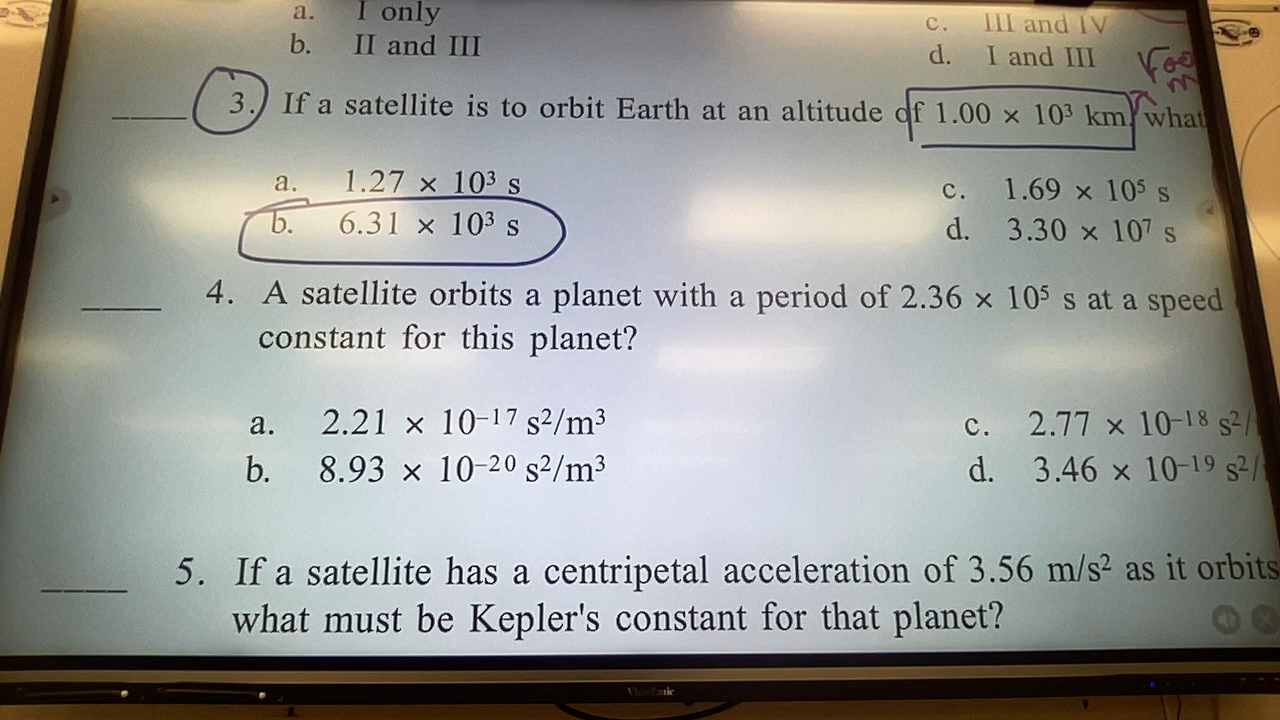 a. I only
c. III and IV
b. II and III
d. I and III
3. If a satellite is to orbit Earth at an altitude of 1.00 × 10³ km, what
a. 1.27 × 10³ s
c. 1.69 × 10⁵ s
b. 6.31 × 10³ s
d. 3.30 × 10⁷ s
4. A satellite orbits a planet with a period of 2.36 × 10⁵ s at a speed
constant for this planet?
a. 2.21 × 10⁻¹⁷ s²/m³
c. 2.77 × 10⁻¹⁸ s²/
b. 8.93 × 10⁻²⁰ s²/m³
d. 3.46 × 10⁻¹⁹ s²/
5. If a satellite has a centripetal acceleration of 3.56 m/s² as it orbits
what must be Kepler's constant for that planet?
ViewSonic